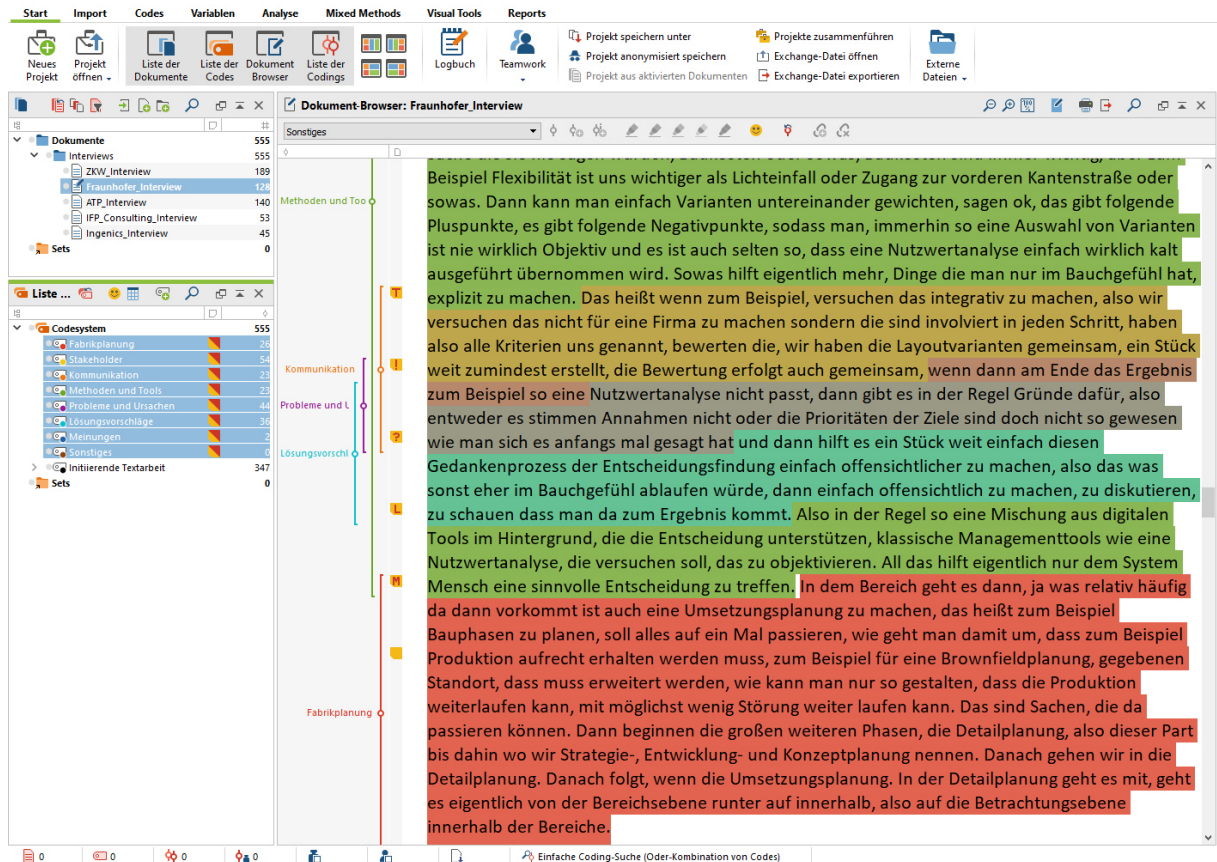 Start Import Codes Variablen Analyse Mixed Methods Visual Tools Reports
Neues Projekt
Projekt öffnen
Liste der Dokumente
Liste der Codes
Dokument Browser
Liste der Codings
Logbuch
Teamwork
Projekt speichern unter
Projekt anonymisiert speichern
Projekt aus aktivierten Dokumenten
Projekte zusammenführen
Exchange-Datei öffnen
Exchange-Datei exportieren
Externe Dateien
#
Dokumente 555
Interviews 555
ZKW_Interview 189
Fraunhofer_Interview 128
ATP_Interview 140
IFP_Consulting_Interview 53
Ingenics_Interview 45
Sets 0
Liste ...
Codesystem 555
Fabrikplanung 26
Stakeholder 54
Kommunikation 23
Methoden und Tools 23
Probleme und Ursachen 44
Lösungsvorschläge 36
Meinungen 2
Sonstiges 0
Initiierende Textarbeit 347
Sets 0
Dokument-Browser: Fraunhofer_Interview
100
Sonstiges
Methoden und Too
Kommunikation
Probleme und U
Lösungsvorschl
Fabrikplanung
T
!
?
L
M
Beispiel Flexibilität ist uns wichtiger als Lichteinfall oder Zugang zur vorderen Kantenstraße oder
sowas. Dann kann man einfach Varianten untereinander gewichten, sagen ok, das gibt folgende
Pluspunkte, es gibt folgende Negativpunkte, sodass man, immerhin so eine Auswahl von Varianten
ist nie wirklich Objektiv und es ist auch selten so, dass eine Nutzwertanalyse einfach wirklich kalt
ausgeführt übernommen wird. Sowas hilft eigentlich mehr, Dinge die man nur im Bauchgefühl hat,
explizit zu machen. Das heißt wenn zum Beispiel, versuchen das integrativ zu machen, also wir
versuchen das nicht für eine Firma zu machen sondern die sind involviert in jeden Schritt, haben
also alle Kriterien uns genannt, bewerten die, wir haben die Layoutvarianten gemeinsam, ein Stück
weit zumindest erstellt, die Bewertung erfolgt auch gemeinsam, wenn dann am Ende das Ergebnis
zum Beispiel so eine Nutzwertanalyse nicht passt, dann gibt es in der Regel Gründe dafür, also
entweder es stimmen Annahmen nicht oder die Prioritäten der Ziele sind doch nicht so gewesen
wie man sich es anfangs mal gesagt hat und dann hilft es ein Stück weit einfach diesen
Gedankenprozess der Entscheidungsfindung einfach offensichtlicher zu machen, also das was
sonst eher im Bauchgefühl ablaufen würde, dann einfach offensichtlich zu machen, zu diskutieren,
zu schauen dass man da zum Ergebnis kommt. Also in der Regel so eine Mischung aus digitalen
Tools im Hintergrund, die die Entscheidung unterstützen, klassische Managementtools wie eine
Nutzwertanalyse, die versuchen soll, das zu objektivieren. All das hilft eigentlich nur dem System
Mensch eine sinnvolle Entscheidung zu treffen. In dem Bereich geht es dann, ja was relativ häufig
da dann vorkommt ist auch eine Umsetzungsplanung zu machen, das heißt zum Beispiel
Bauphasen zu planen, soll alles auf ein Mal passieren, wie geht man damit um, dass zum Beispiel
Produktion aufrecht erhalten werden muss, zum Beispiel für eine Brownfieldplanung, gegebenen
Standort, dass muss erweitert werden, wie kann man nur so gestalten, dass die Produktion
weiterlaufen kann, mit möglichst wenig Störung weiter laufen kann. Das sind Sachen, die da
passieren können. Dann beginnen die großen weiteren Phasen, die Detailplanung, also dieser Part
bis dahin wo wir Strategie-, Entwicklung- und Konzeptplanung nennen. Danach gehen wir in die
Detailplanung. Danach folgt, wenn die Umsetzungsplanung. In der Detailplanung geht es mit, geht
es eigentlich von der Bereichsebene runter auf innerhalb, also auf die Betrachtungsebene
innerhalb der Bereiche.
0 0 0 0 Einfache Coding-Suche (Oder-Kombination von Codes)